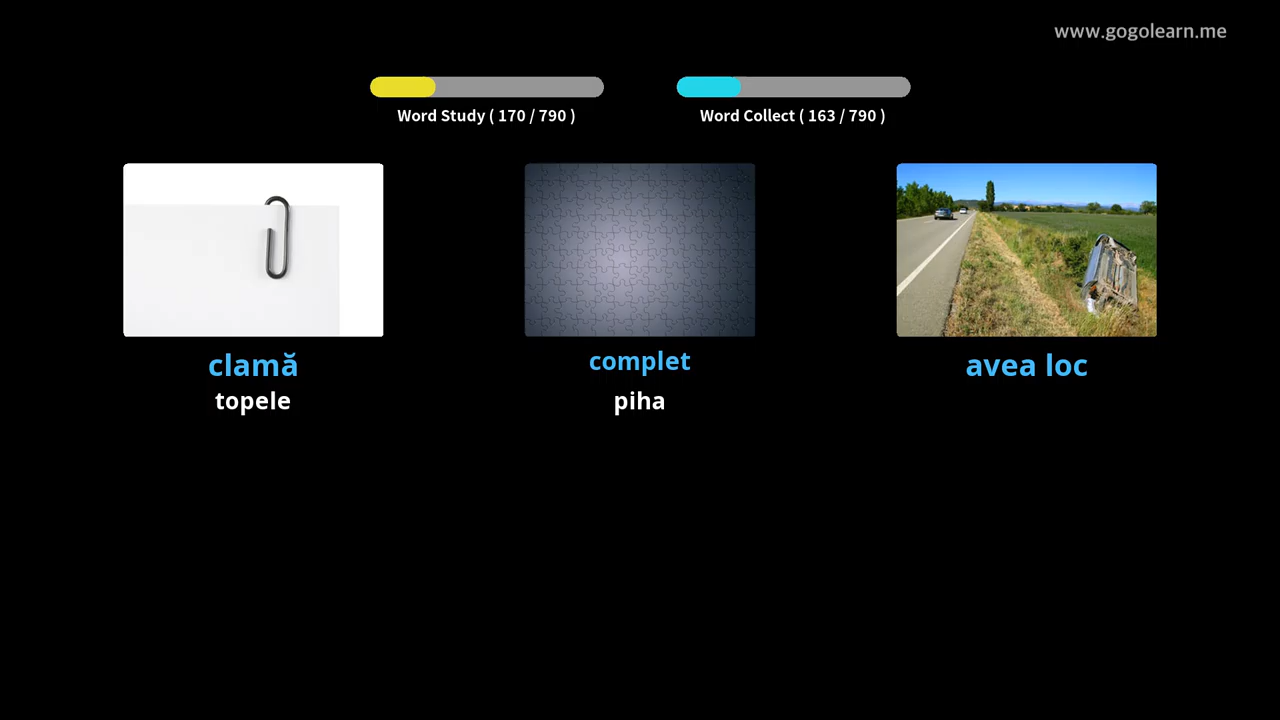 www.gogolearn.me
Word Study ( 170 / 790 )
Word Collect ( 163 / 790 )
clamă
topele
complet
piha
avea loc